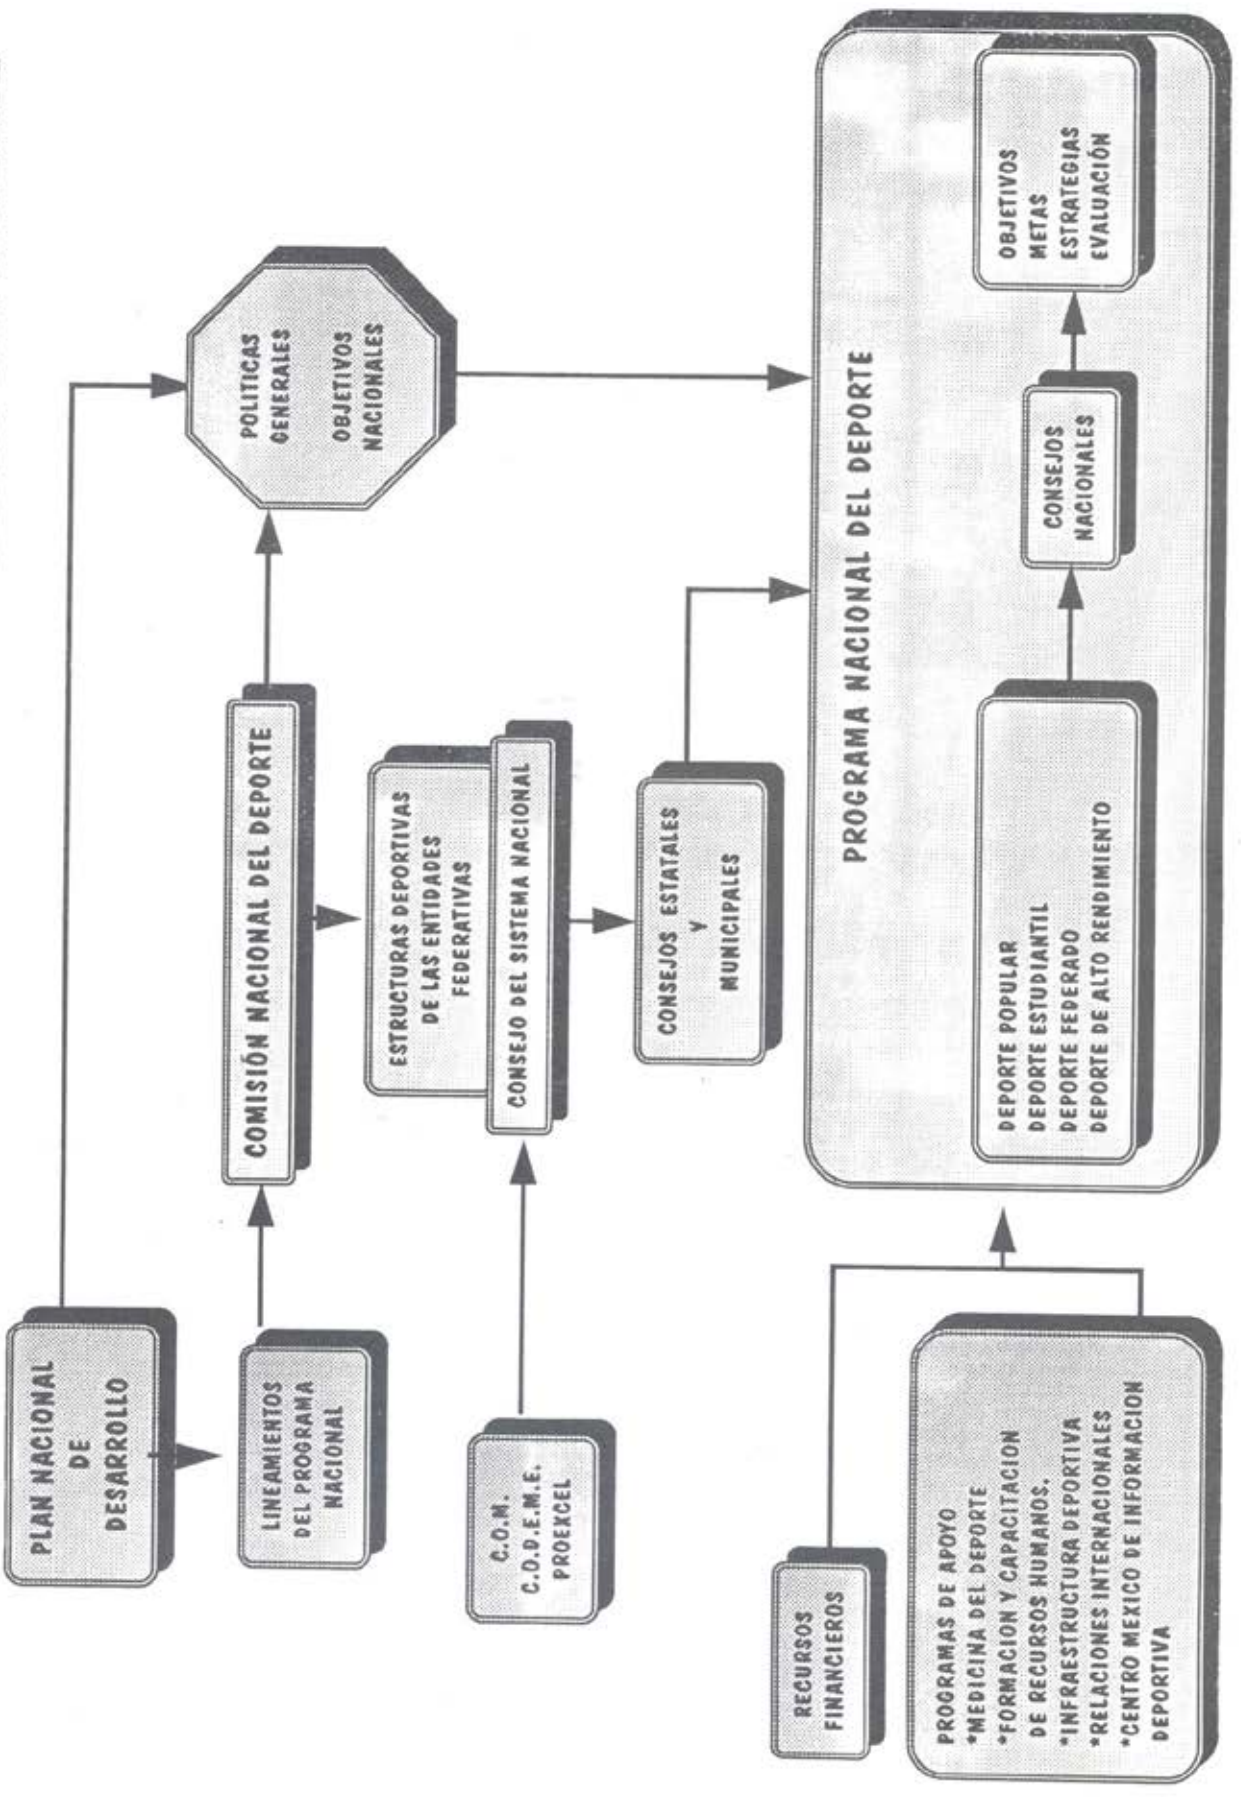 PLAN NACIONAL
DE
DESARROLLO
LINEAMIENTOS
DEL PROGRAMA
NACIONAL
COMISIÓN NACIONAL DEL DEPORTE
POLITICAS
GENERALES
OBJETIVOS
NACIONALES
ESTRUCTURAS DEPORTIVAS
DE LAS ENTIDADES
FEDERATIVAS
C.O.M.
C.O.D.E.M.E.
PROEXCEL
CONSEJO DEL SISTEMA NACIONAL
CONSEJOS ESTATALES
Y
MUNICIPALES
RECURSOS
FINANCIEROS
PROGRAMAS DE APOYO
*MEDICINA DEL DEPORTE
*FORMACION Y CAPACITACION
DE RECURSOS HUMANOS.
*INFRAESTRUCTURA DEPORTIVA
*RELACIONES INTERNACIONALES
*CENTRO MEXICO DE INFORMACION
DEPORTIVA
PROGRAMA NACIONAL DEL DEPORTE
DEPORTE POPULAR
DEPORTE ESTUDIANTIL
DEPORTE FEDERADO
DEPORTE DE ALTO RENDIMIENTO
CONSEJOS
NACIONALES
OBJETIVOS
METAS
ESTRATEGIAS
EVALUACIÓN